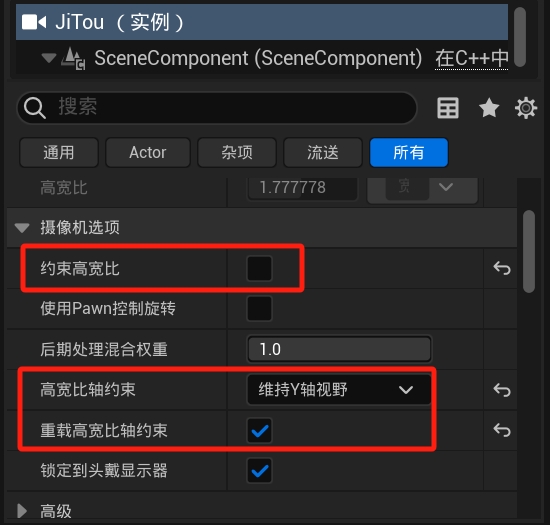 JiTou （实例）
SceneComponent (SceneComponent) 在C++中
搜索
通用 Actor 杂项 流送 所有
高宽比 1.777778 宽
摄像机选项
约束高宽比
使用Pawn控制旋转
后期处理混合权重 1.0
高宽比轴约束 维持Y轴视野
重载高宽比轴约束
锁定到头戴显示器
高级